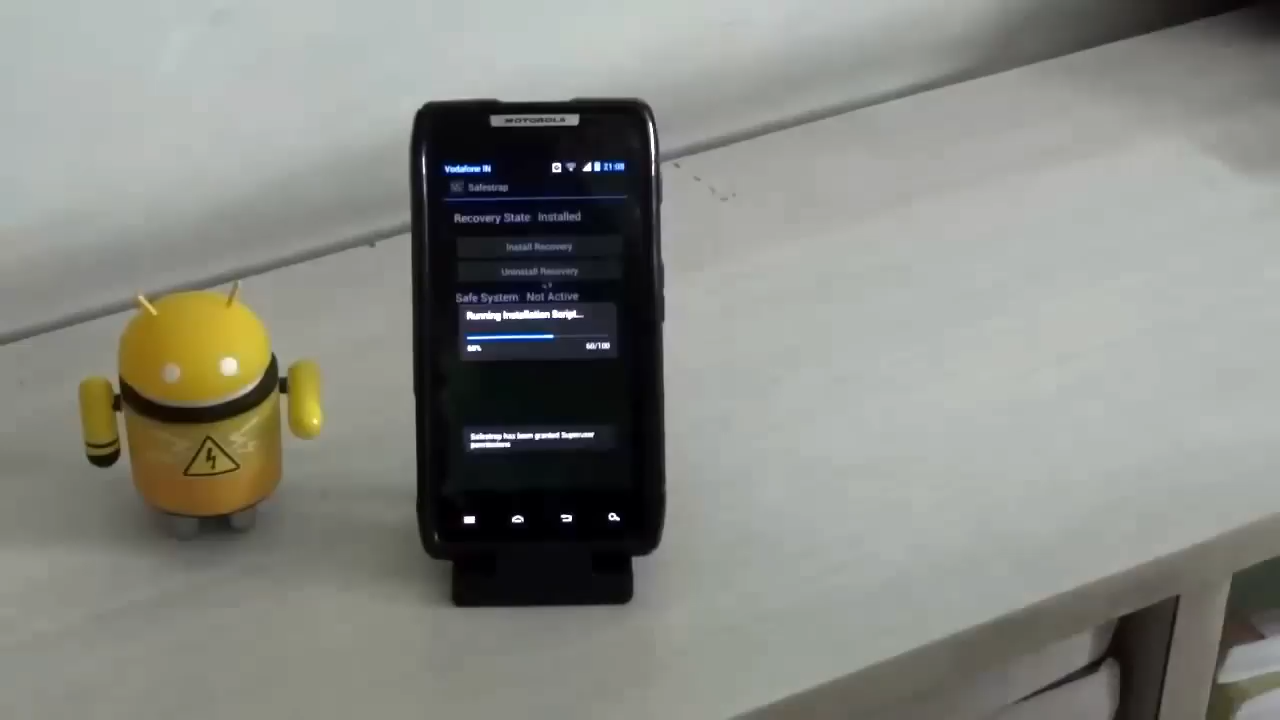 MOTOROLA
Vodafone IN 21:08
Safestrap
Recovery State Installed
Install Recovery
Uninstall Recovery
Safe System Not Active
Running Installation Script...
60/100
Safestrap has been granted Superuser
permissions